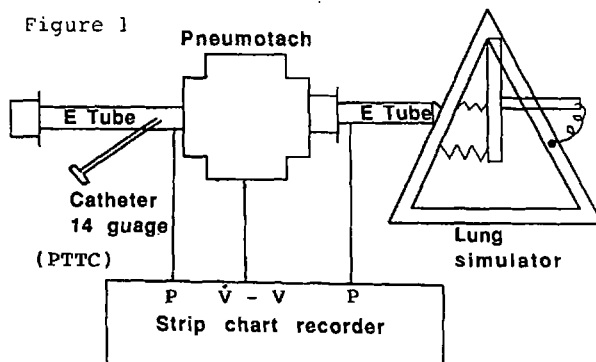 Figure 1
Pneumotach
E Tube
E Tube
Catheter
14 guage
(PTTC)
Lung
simulator
P V̇ - V P
Strip chart recorder